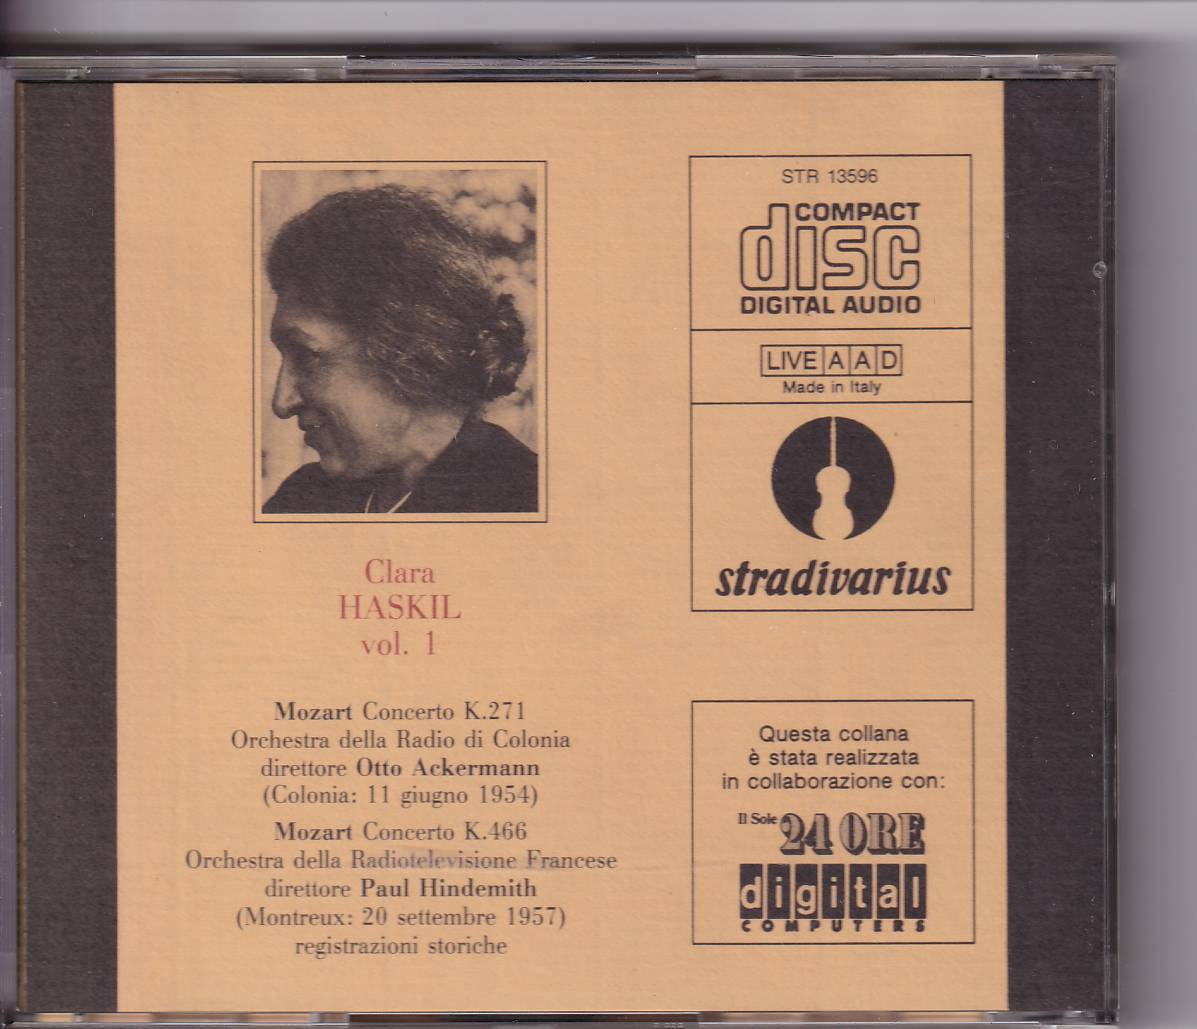 Clara
HASKIL
vol. 1
Mozart Concerto K.271
Orchestra della Radio di Colonia
direttore Otto Ackermann
(Colonia: 11 giugno 1954)
Mozart Concerto K.466
Orchestra della Radiotelevisione Francese
direttore Paul Hindemith
(Montreux: 20 settembre 1957)
registrazioni storiche
STR 13596
COMPACT
disc
DIGITAL AUDIO
LIVE A A D
Made in Italy
stradivarius
Questa collana
è stata realizzata
in collaborazione con:
Il Sole 24 ORE
digital
COMPUTERS